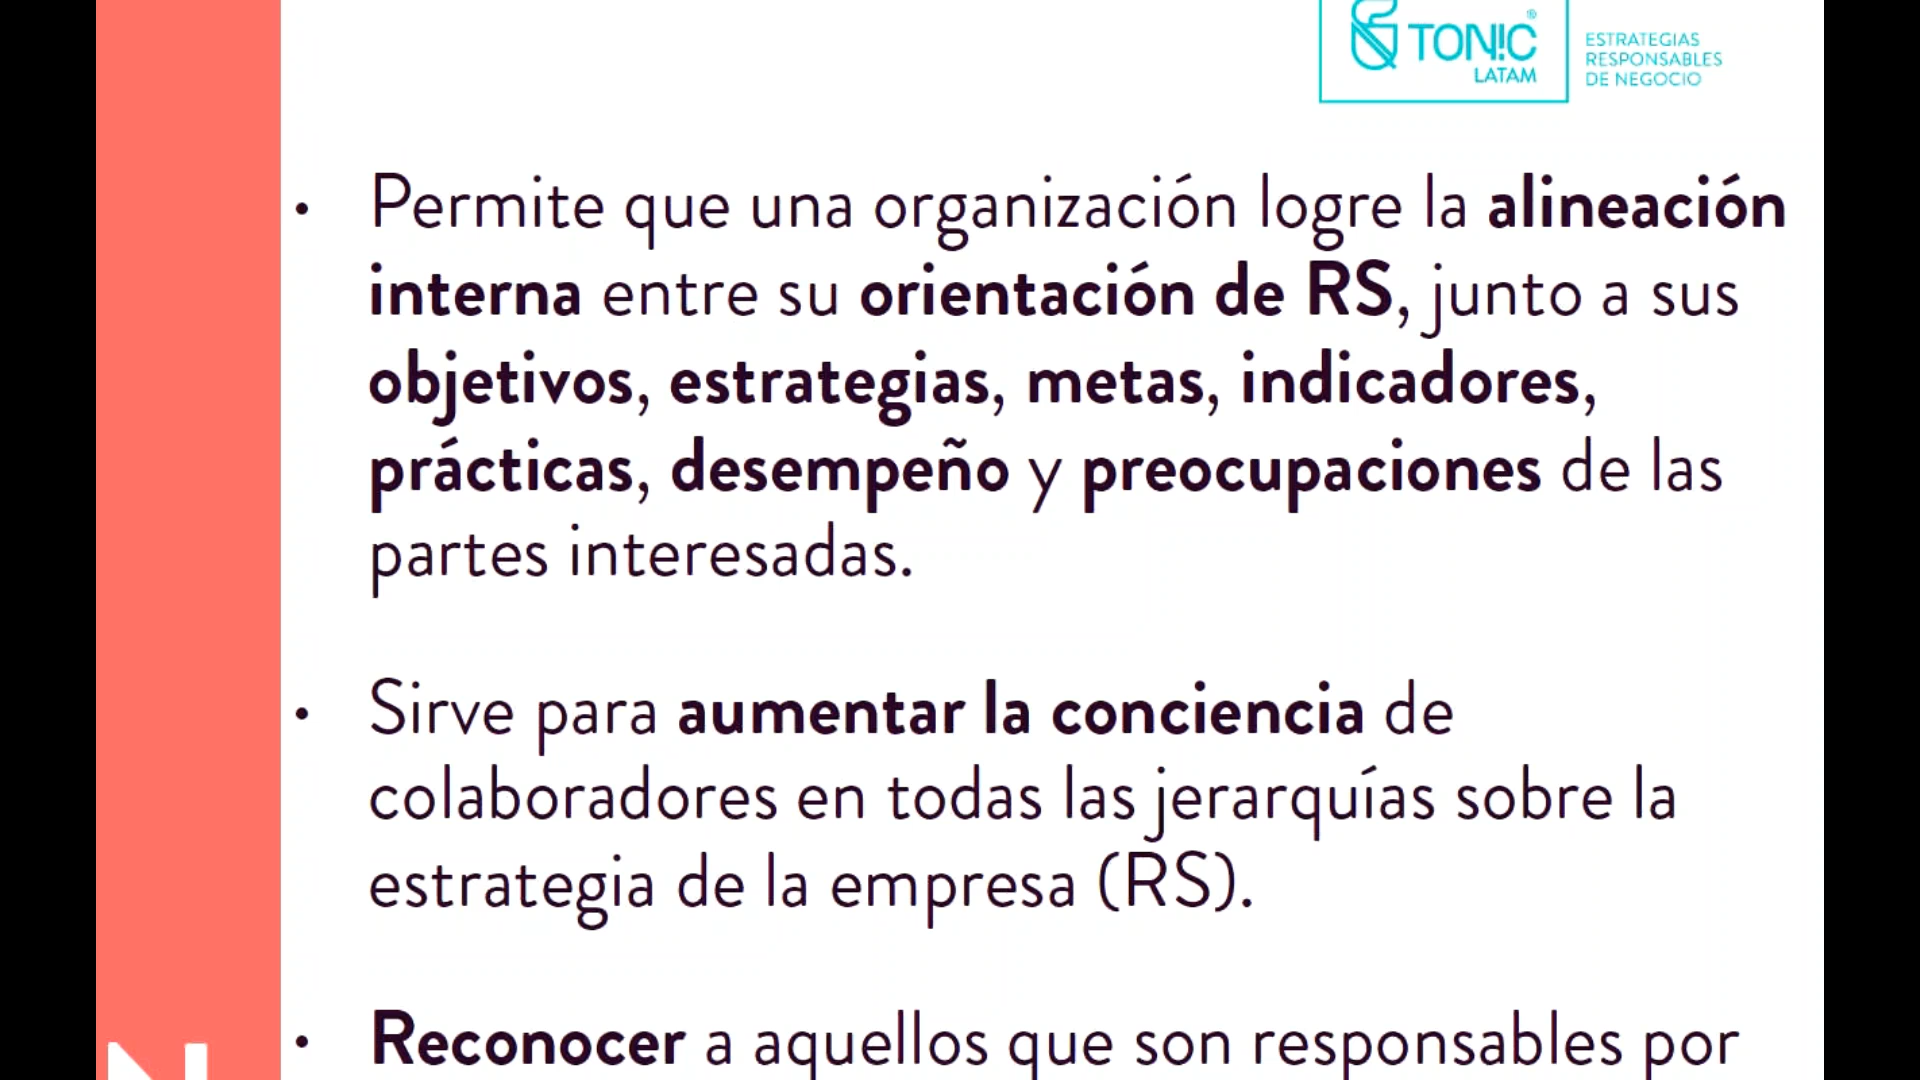 TON!C®
LATAM
ESTRATEGIAS
RESPONSABLES
DE NEGOCIO
• Permite que una organización logre la alineación
interna entre su orientación de RS, junto a sus
objetivos, estrategias, metas, indicadores,
prácticas, desempeño y preocupaciones de las
partes interesadas.
• Sirve para aumentar la conciencia de
colaboradores en todas las jerarquías sobre la
estrategia de la empresa (RS).
• Reconocer a aquellos que son responsables por